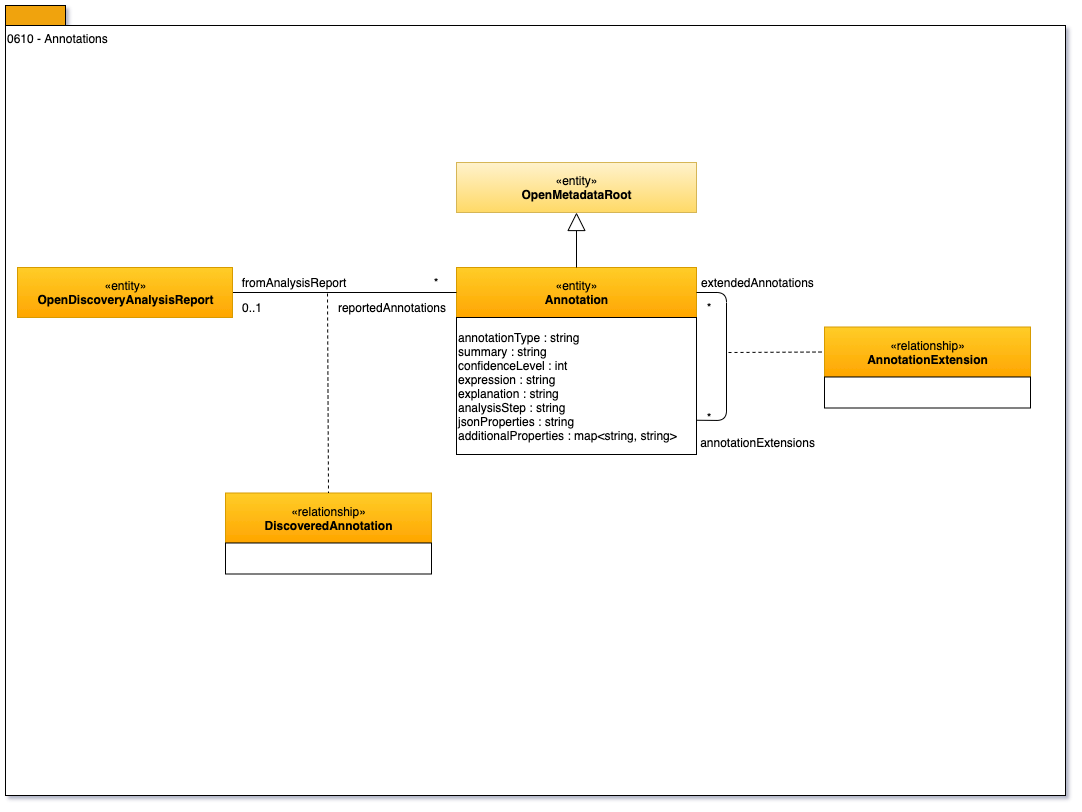 0610 - Annotations
«entity»
OpenMetadataRoot
«entity»
OpenDiscoveryAnalysisReport
fromAnalysisReport
*
0..1
reportedAnnotations
«entity»
Annotation
annotationType : string
summary : string
confidenceLevel : int
expression : string
explanation : string
analysisStep : string
jsonProperties : string
additionalProperties : map<string, string>
extendedAnnotations
*
*
annotationExtensions
«relationship»
AnnotationExtension
«relationship»
DiscoveredAnnotation